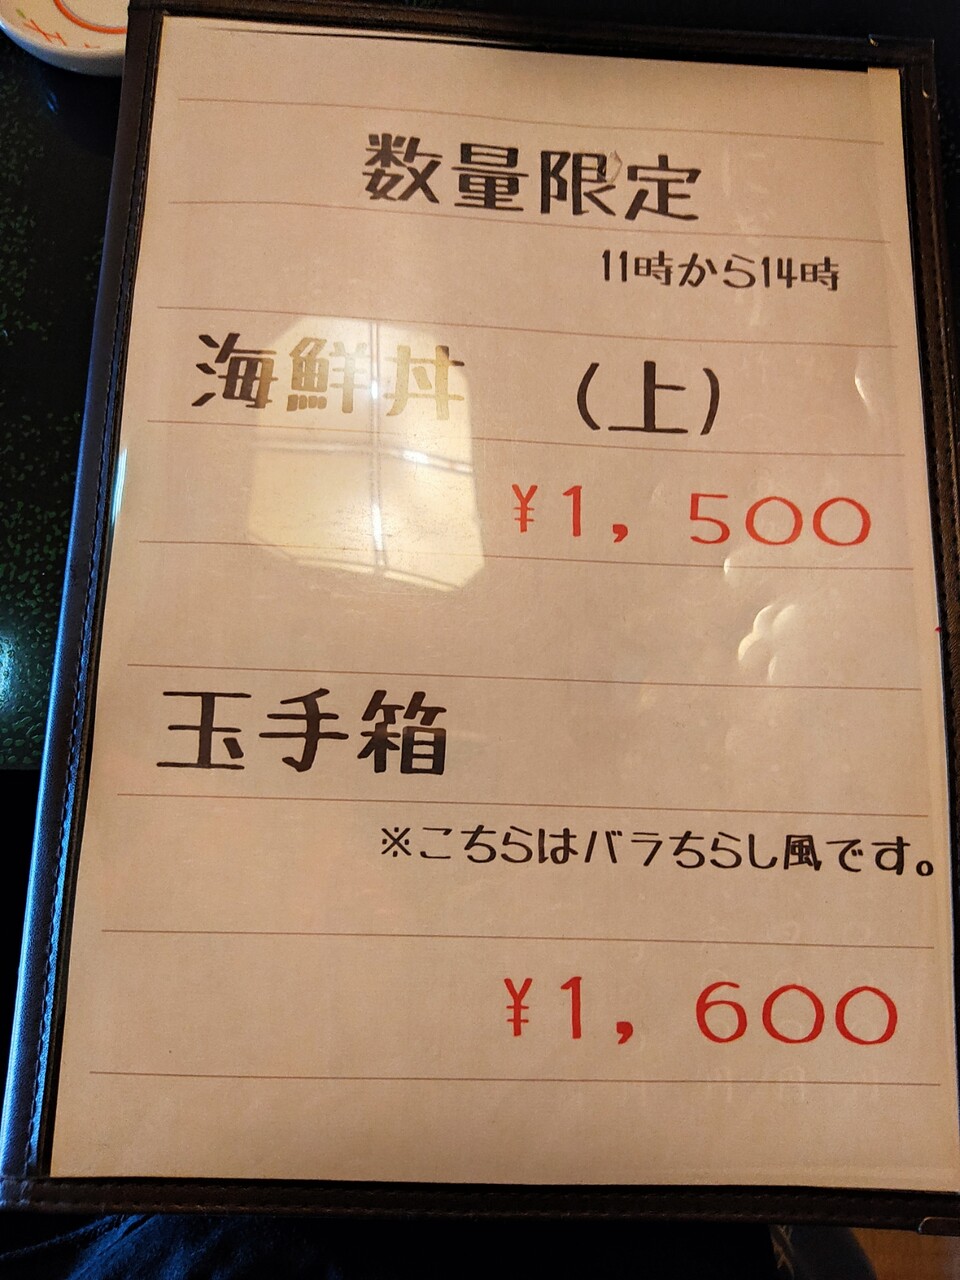 数量限定
11時から14時
海鮮丼 (上)
¥1,500
玉手箱
※こちらはバラちらし風です。
¥1,600